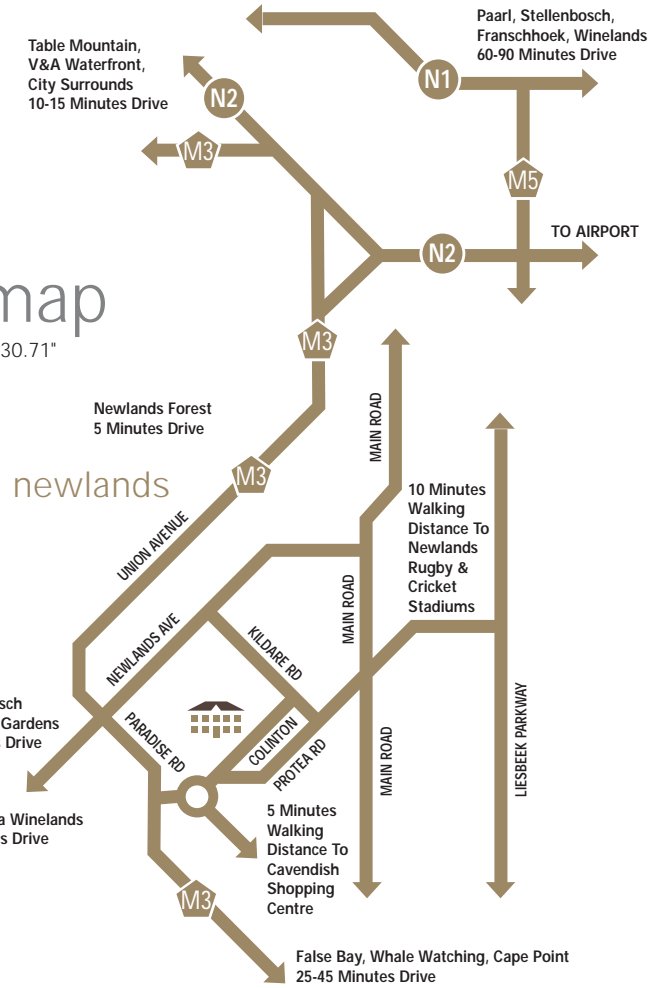 Table Mountain,
V&A Waterfront,
City Surrounds
10-15 Minutes Drive
Paarl, Stellenbosch,
Franschhoek, Winelands
60-90 Minutes Drive
N1
N2
M3
M5
TO AIRPORT
N2
map
30.71"
M3
Newlands Forest
5 Minutes Drive
MAIN ROAD
M3
newlands
10 Minutes
Walking
Distance To
Newlands
Rugby &
Cricket
Stadiums
UNION AVENUE
NEWLANDS AVE
KILDARE RD
MAIN ROAD
PARADISE RD
COLINTON
PROTEA RD
MAIN ROAD
LIESBEEK PARKWAY
Gardens
Drive
Winelands
Drive
5 Minutes
Walking
Distance To
Cavendish
Shopping
Centre
M3
False Bay, Whale Watching, Cape Point
25-45 Minutes Drive